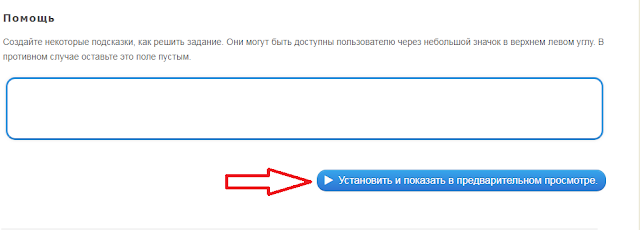 Помощь
Создайте некоторые подсказки, как решить задание. Они могут быть доступны пользователю через небольшой значок в верхнем левом углу. В
противном случае оставьте это поле пустым.
Установить и показать в предварительном просмотре.